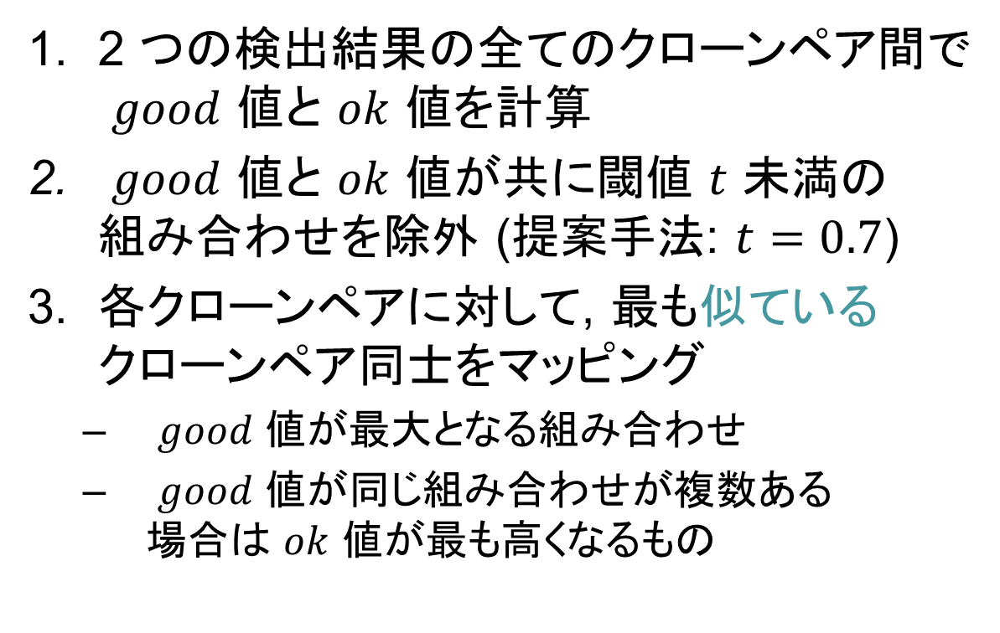 1. 2 つの検出結果の全てのクローンペア間で
good 値と ok 値を計算
2. good 値と ok 値が共に閾値 t 未満の
組み合わせを除外 (提案手法: t = 0.7)
3. 各クローンペアに対して, 最も似ている
クローンペア同士をマッピング
– good 値が最大となる組み合わせ
– good 値が同じ組み合わせが複数ある
場合は ok 値が最も高くなるもの